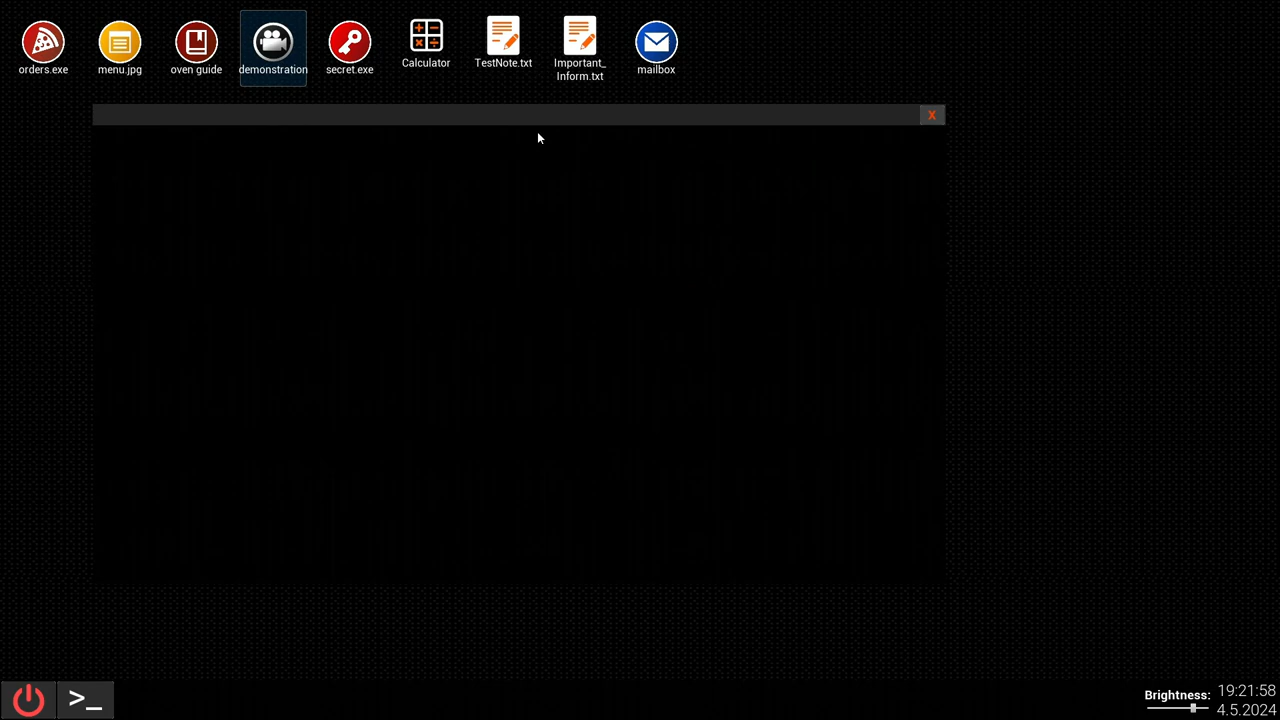 orders.exe
menu.jpg
oven guide
demonstration
secret.exe
Calculator
TestNote.txt
Important_
Inform.txt
mailbox
X
>_
Brightness:
19:21:58
4.5.2024